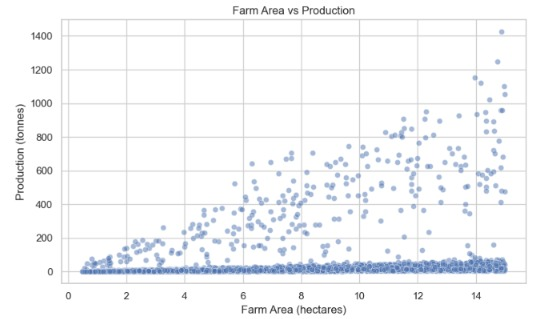 Farm Area vs Production
Production (tonnes)
1400
1200
1000
800
600
400
200
0
0 2 4 6 8 10 12 14
Farm Area (hectares)